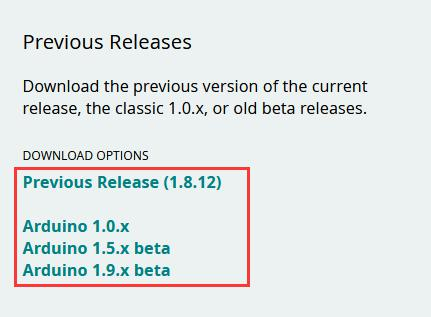 Previous Releases
Download the previous version of the current
release, the classic 1.0.x, or old beta releases.
DOWNLOAD OPTIONS
Previous Release (1.8.12)
Arduino 1.0.x
Arduino 1.5.x beta
Arduino 1.9.x beta